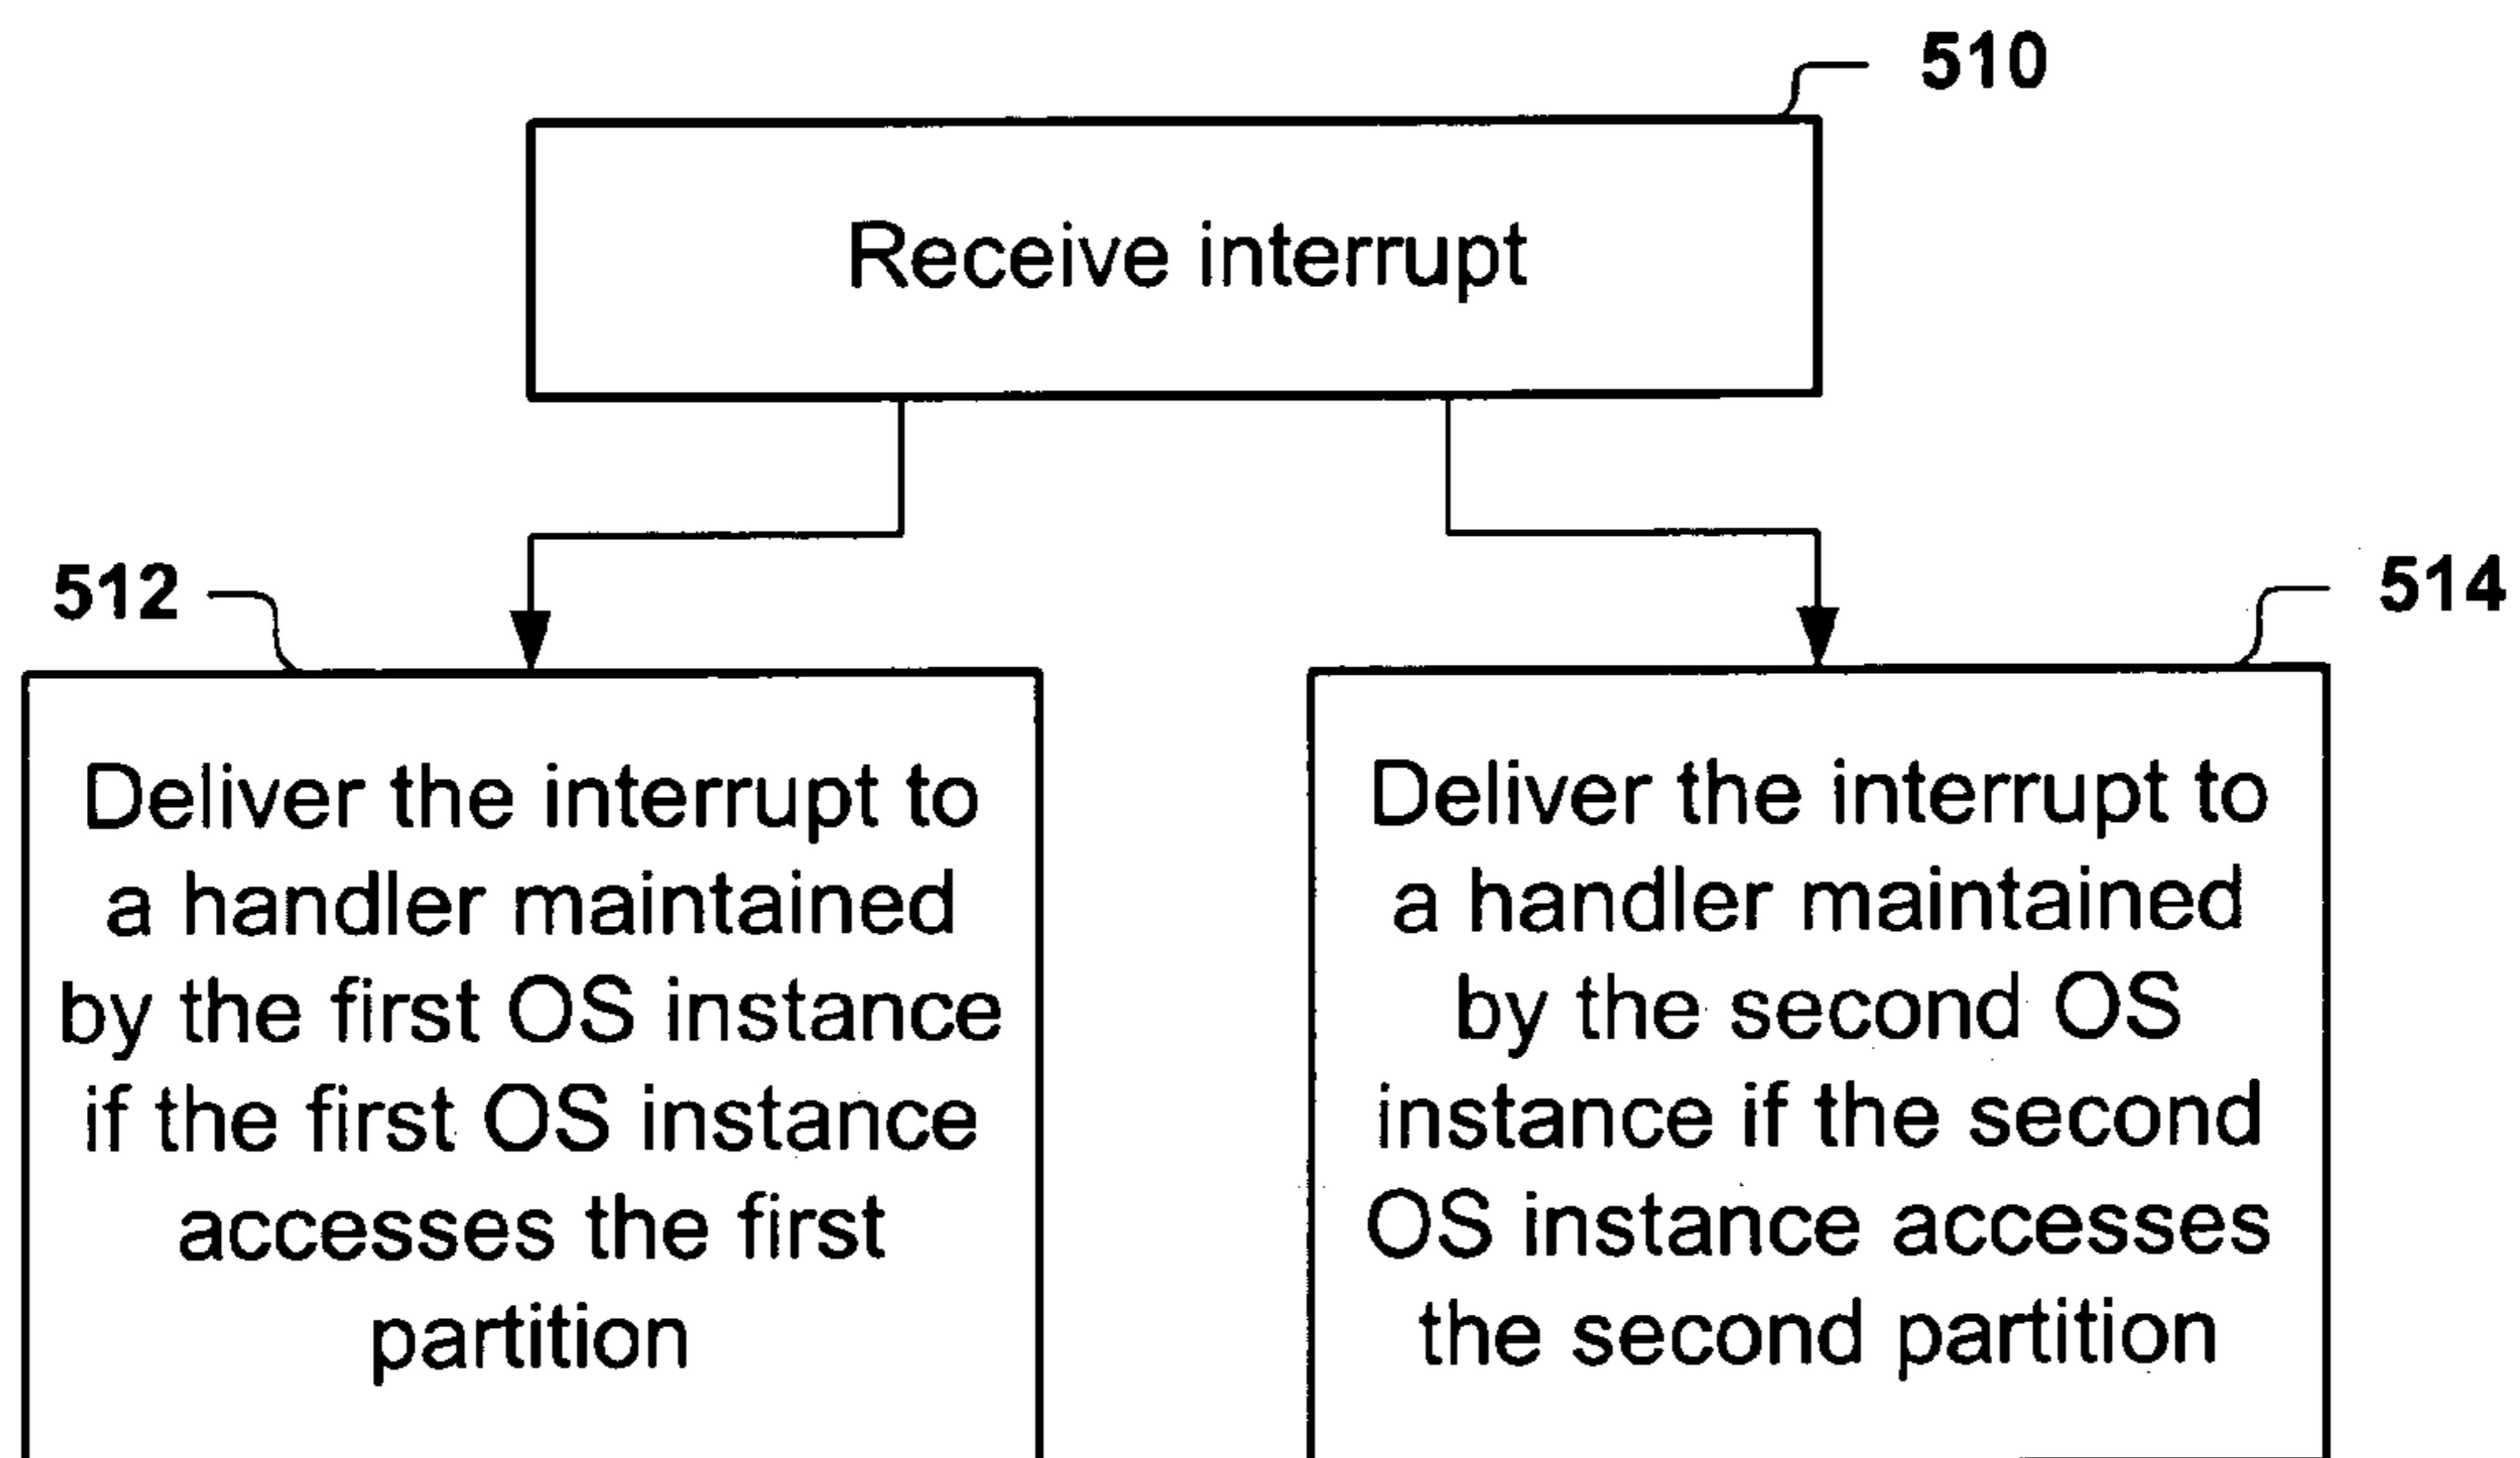 510
Receive interrupt
512
514
Deliver the interrupt to
a handler maintained
by the first OS instance
if the first OS instance
accesses the first
partition
Deliver the interrupt to
a handler maintained
by the second OS
instance if the second
OS instance accesses
the second partition